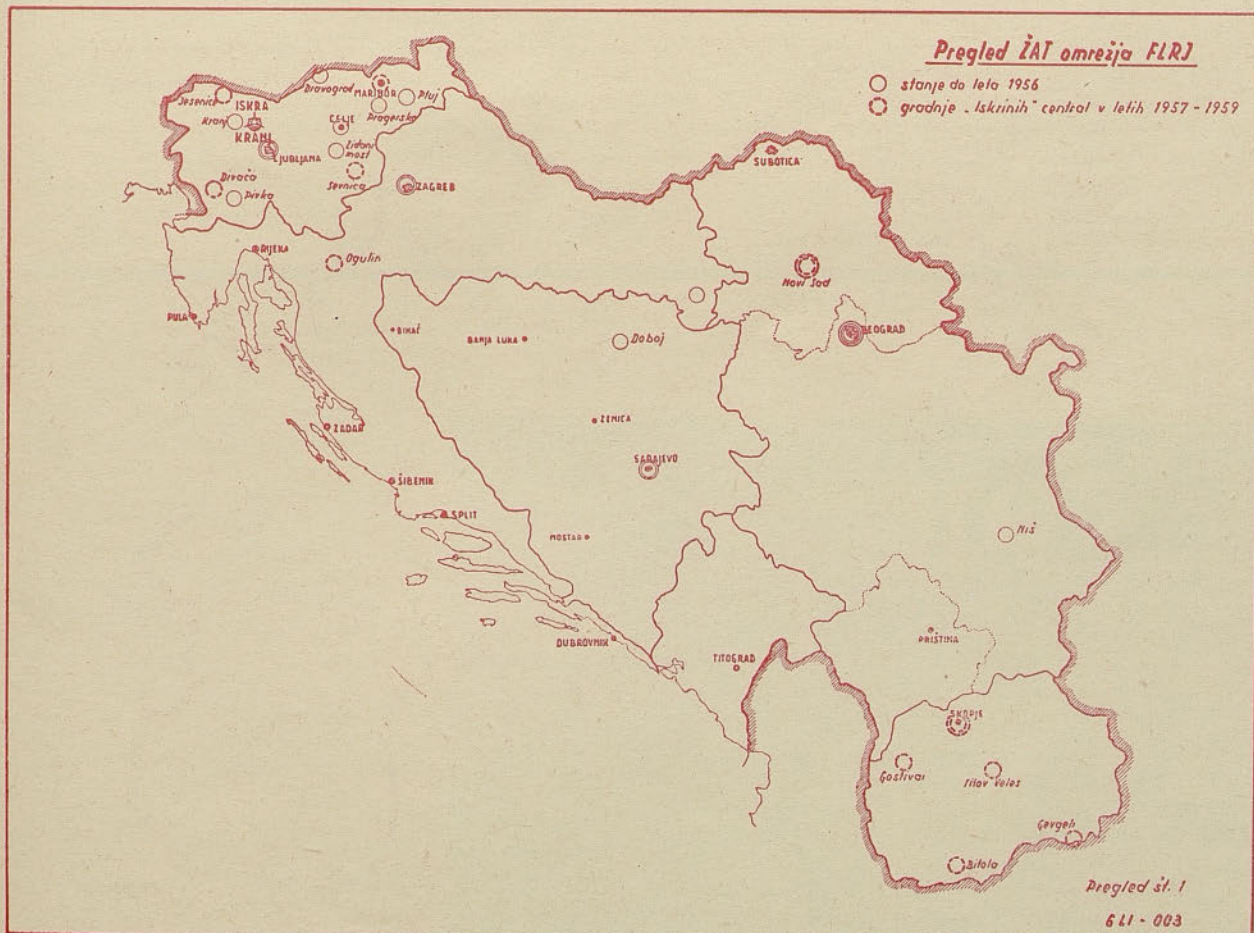 Pregled ŽAT omrežja FLRJ
stanje do leta 1956
gradnje „Iskrinih" central v letih 1957 - 1959
Dravograd
MARIBOR
Ptuj
Pragersko
Jesenice
ISKRA
Kranj
KRANJ
LJUBLJANA
CELJE
Zidani
most
Sevnica
Divača
Pivka
ZAGREB
SUBOTICA
RIJEKA
Ogulin
Novi Sad
PULA
BIHAĆ
BANJA LUKA
Doboj
BEOGRAD
ZADAR
ZENICA
SARAJEVO
ŠIBENIK
SPLIT
MOSTAR
Niš
DUBROVNIK
TITOGRAD
PRIŠTINA
SKOPJE
Gostivar
Titov Veles
Gevgeli
Bitola
Pregled št. 1
6LI - 003